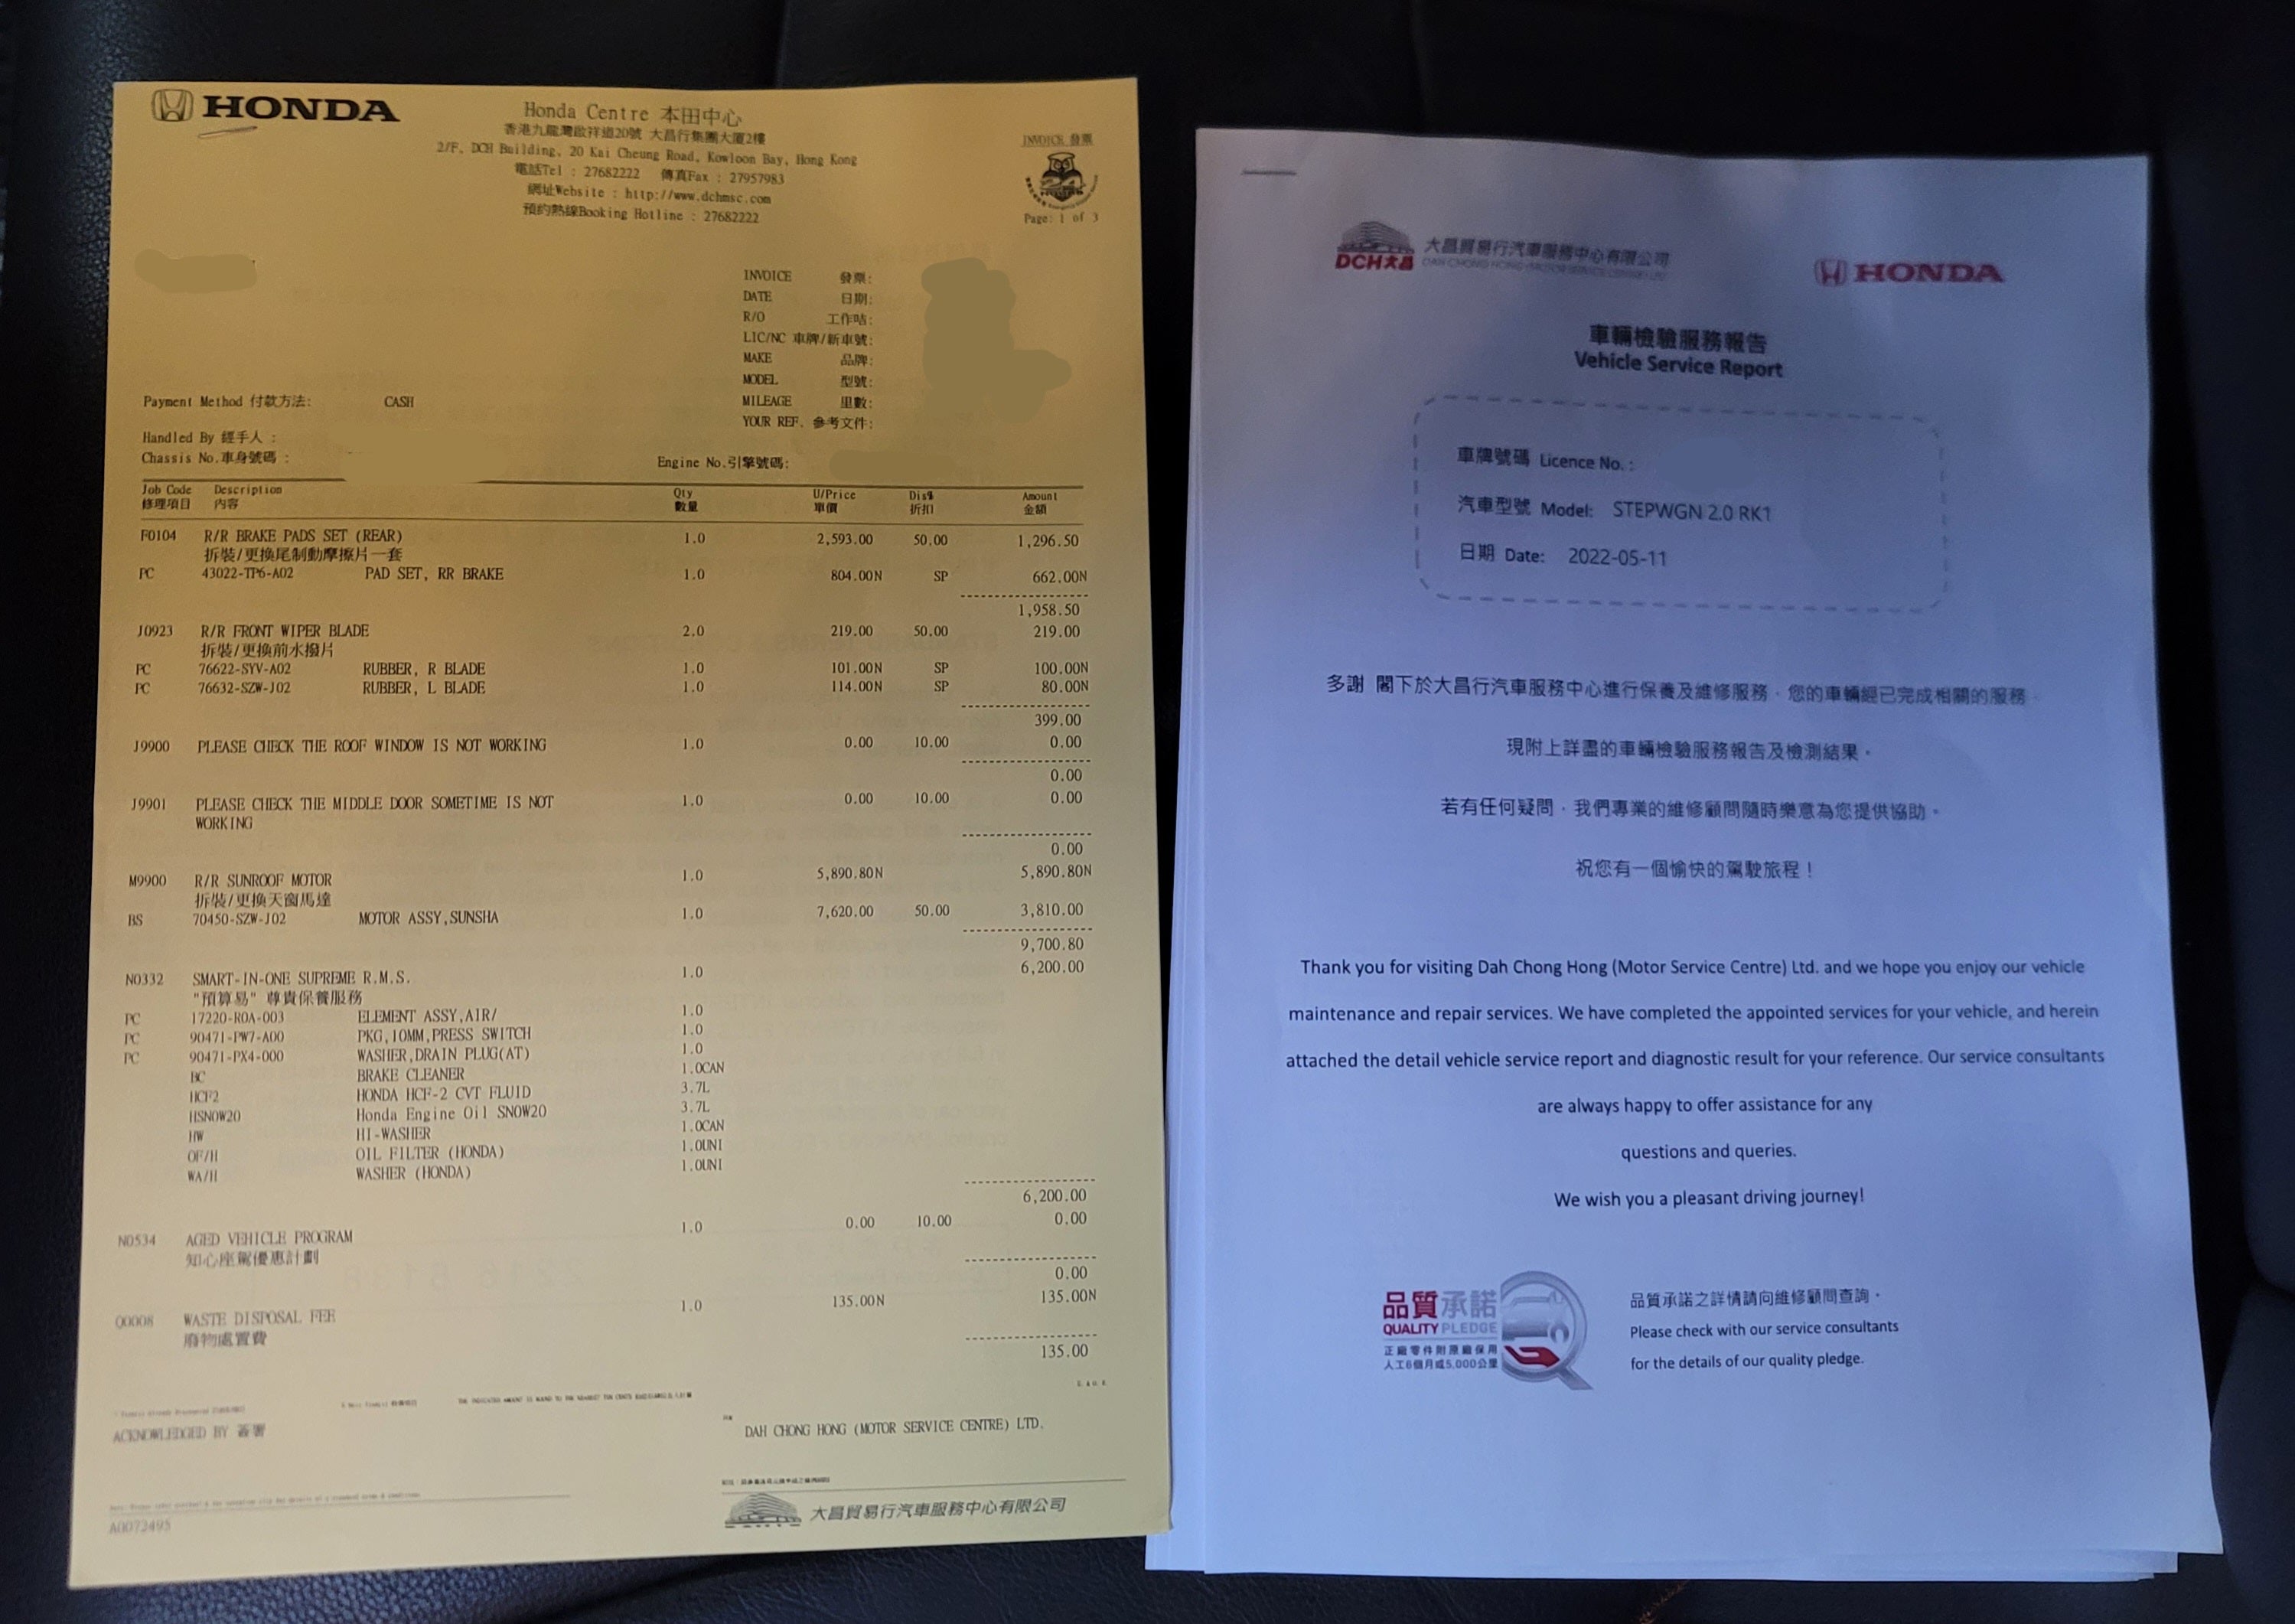 HONDA
Honda Centre 本田中心
香港九龍灣啟祥道20號 大昌行集團大廈2樓
2/F, DCH Building, 20 Kai Cheung Road, Kowloon Bay, Hong Kong
電話Tel : 27682222 傳真Fax : 27957983
網址Website : http://www.dchmsc.com
預約熱線Booking Hotline : 27682222
INVOICE 發票
Page: 1 of 3
INVOICE 發票:
DATE 日期:
R/O 工作咭:
LIC/NC 車牌/新車號:
MAKE 品牌:
MODEL 型號:
MILEAGE 里數:
YOUR REF. 參考文件:
Payment Method 付款方法: CASH
Handled By 經手人 :
Chassis No.車身號碼 : Engine No.引擎號碼:
Job Code Description Qty U/Price Dis% Amount
修理項目 內容 數量 單價 折扣 金額
F0104 R/R BRAKE PADS SET (REAR) 1.0 2,593.00 50.00 1,296.50
拆裝/更換尾制動摩擦片一套
PC 43022-TP6-A02 PAD SET, RR BRAKE 1.0 804.00N SP 662.00N
1,958.50
J0923 R/R FRONT WIPER BLADE 2.0 219.00 50.00 219.00
拆裝/更換前水撥片
PC 76622-SYV-A02 RUBBER, R BLADE 1.0 101.00N SP 100.00N
PC 76632-SZW-J02 RUBBER, L BLADE 1.0 114.00N SP 80.00N
399.00
J9900 PLEASE CHECK THE ROOF WINDOW IS NOT WORKING 1.0 0.00 10.00 0.00
0.00
J9901 PLEASE CHECK THE MIDDLE DOOR SOMETIME IS NOT 1.0 0.00 10.00 0.00
WORKING
0.00
M9900 R/R SUNROOF MOTOR 1.0 5,890.80N 5,890.80N
拆裝/更換天窗馬達
BS 70450-SZW-J02 MOTOR ASSY,SUNSHA 1.0 7,620.00 50.00 3,810.00
9,700.80
N0332 SMART-IN-ONE SUPREME R.M.S. 1.0 6,200.00
"預算易" 尊貴保養服務
PC 17220-R0A-003 ELEMENT ASSY,AIR/ 1.0
PC 90471-PW7-A00 PKG,10MM,PRESS SWITCH 1.0
PC 90471-PX4-000 WASHER,DRAIN PLUG(AT) 1.0
BC BRAKE CLEANER 1.0CAN
HCF2 HONDA HCF-2 CVT FLUID 3.7L
HSNOW20 Honda Engine Oil SNOW20 3.7L
HW HI-WASHER 1.0CAN
OF/H OIL FILTER (HONDA) 1.0UNI
WA/H WASHER (HONDA) 1.0UNI
6,200.00
N0534 AGED VEHICLE PROGRAM 1.0 0.00 10.00 0.00
知心座駕優惠計劃
0.00
Q0008 WASTE DISPOSAL FEE 1.0 135.00N 135.00N
廢物處置費
135.00
E. & O. E.
ACKNOWLEDGED BY 簽署
DAH CHONG HONG (MOTOR SERVICE CENTRE) LTD.
大昌貿易行汽車服務中心有限公司
A0072495
DCH大昌
大昌貿易行汽車服務中心有限公司
DAH CHONG HONG (MOTOR SERVICE CENTRE) LTD.
HONDA
車輛檢驗服務報告
Vehicle Service Report
車牌號碼 Licence No. :
汽車型號 Model: STEPWGN 2.0 RK1
日期 Date: 2022-05-11
多謝 閣下於大昌行汽車服務中心進行保養及維修服務，您的車輛經已完成相關的服務
現附上詳盡的車輛檢驗服務報告及檢測結果。
若有任何疑問，我們專業的維修顧問隨時樂意為您提供協助。
祝您有一個愉快的駕駛旅程！
Thank you for visiting Dah Chong Hong (Motor Service Centre) Ltd. and we hope you enjoy our vehicle
maintenance and repair services. We have completed the appointed services for your vehicle, and herein
attached the detail vehicle service report and diagnostic result for your reference. Our service consultants
are always happy to offer assistance for any
questions and queries.
We wish you a pleasant driving journey!
品質承諾
QUALITY PLEDGE
正廠零件附原廠保用
人工6個月或5,000公里
品質承諾之詳情請向維修顧問查詢。
Please check with our service consultants
for the details of our quality pledge.